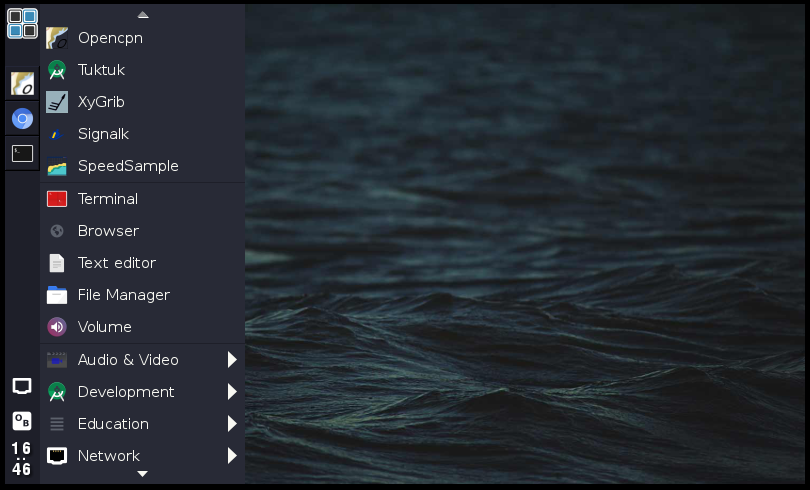 Opencpn
Tuktuk
XyGrib
Signalk
SpeedSample
Terminal
Browser
Text editor
File Manager
Volume
Audio & Video
Development
Education
Network
OB
16
:
46